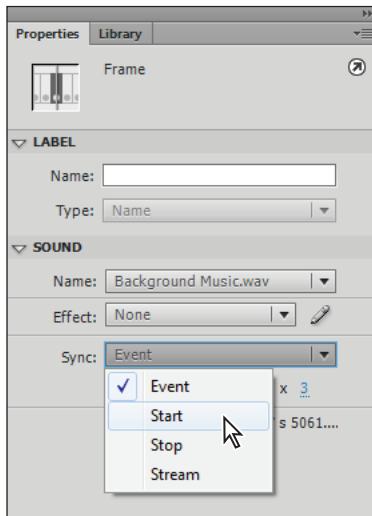 Properties Library
Frame
LABEL
Name:
Type: Name
SOUND
Name: Background Music.wav
Effect: None
Sync: Event
Event x 3
Start
s 5061....
Stop
Stream